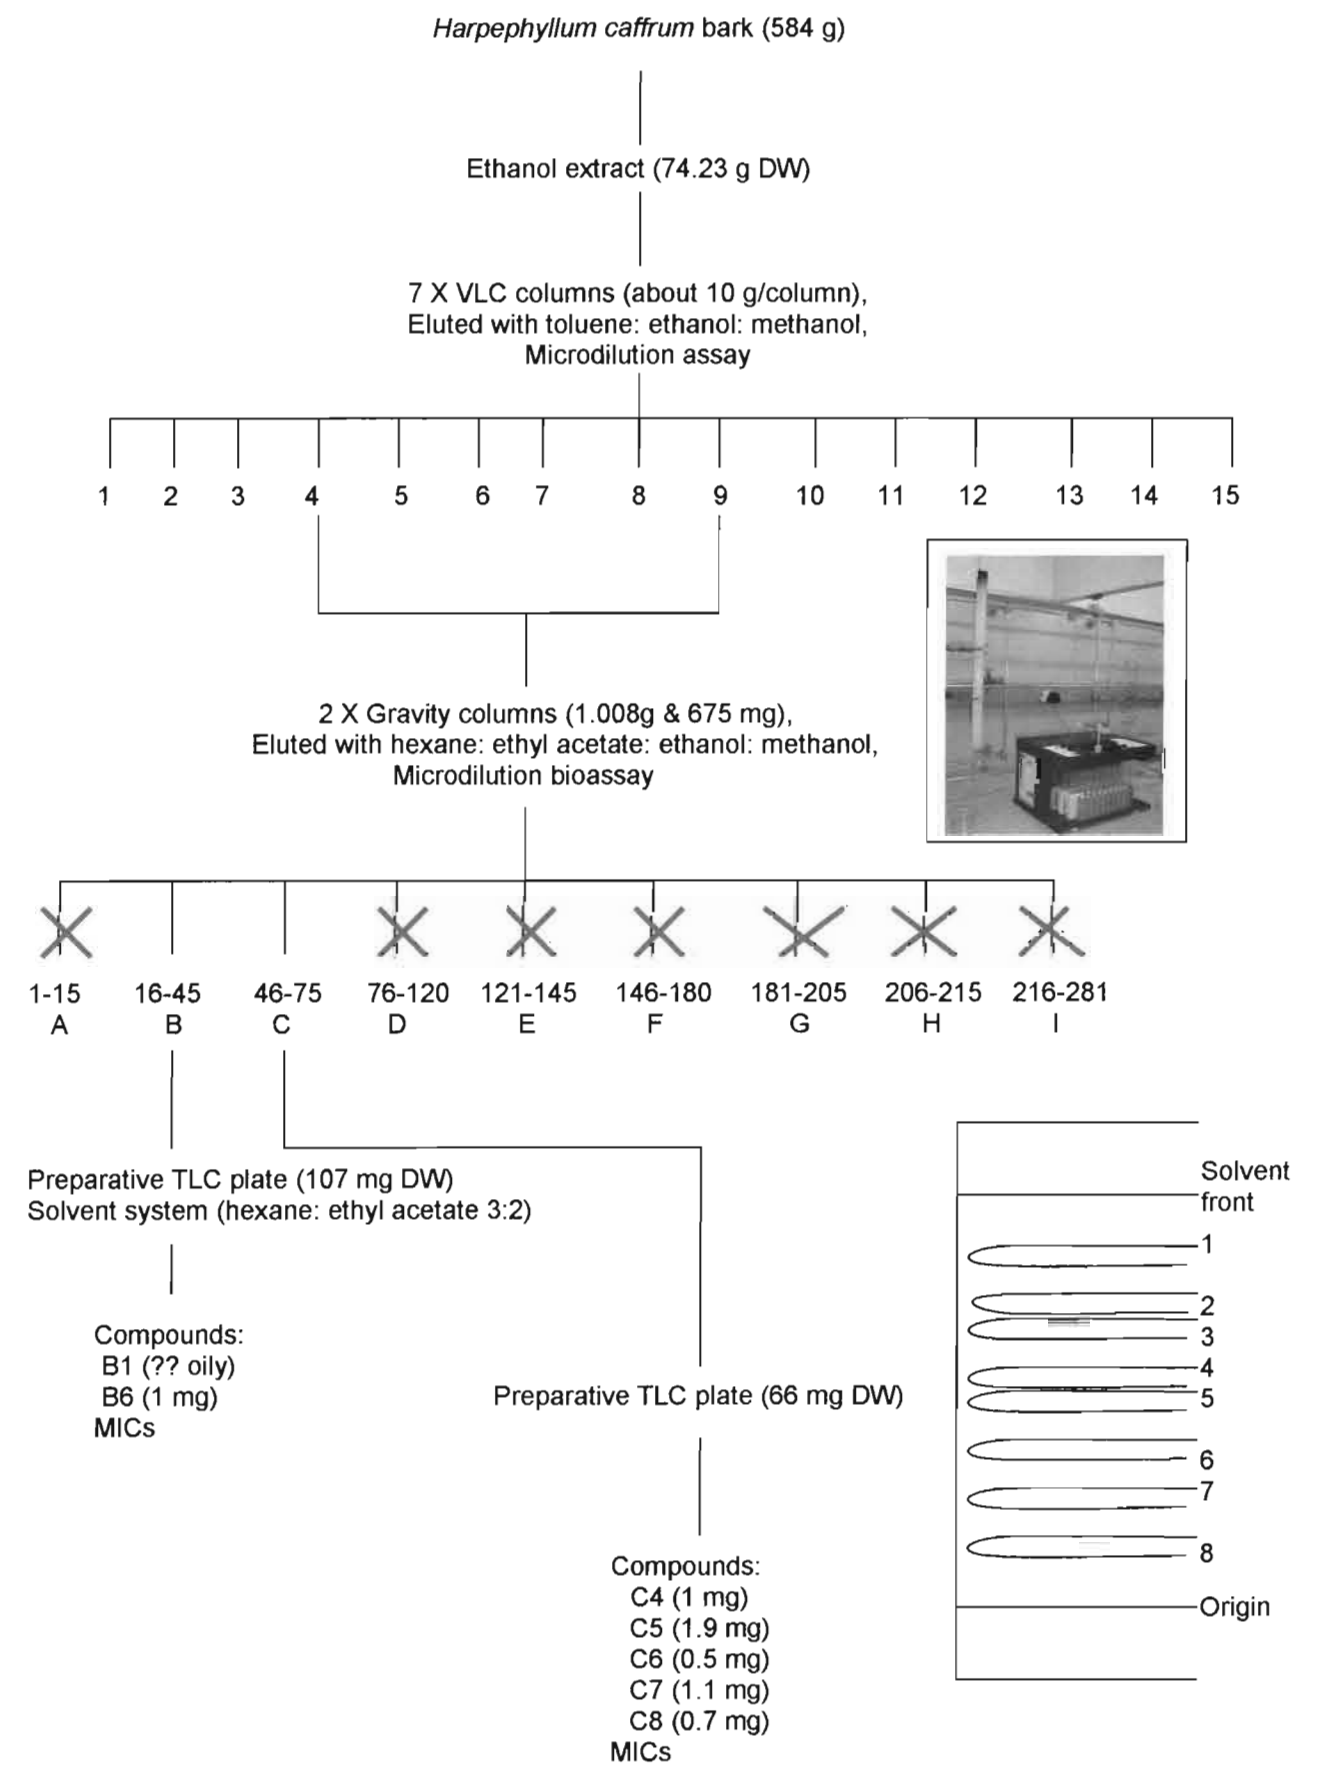 Harpephyllum caffrum bark (584 g)
Ethanol extract (74.23 g DW)
7 X VLC columns (about 10 g/column),
Eluted with toluene: ethanol: methanol,
Microdilution assay
1 2 3 4 5 6 7 8 9 10 11 12 13 14 15
2 X Gravity columns (1.008g & 675 mg),
Eluted with hexane: ethyl acetate: ethanol: methanol,
Microdilution bioassay
1-15 16-45 46-75 76-120 121-145 146-180 181-205 206-215 216-281
A B C D E F G H I
Preparative TLC plate (107 mg DW)
Solvent system (hexane: ethyl acetate 3:2)
Compounds:
B1 (?? oily)
B6 (1 mg)
MICs
Preparative TLC plate (66 mg DW)
Compounds:
C4 (1 mg)
C5 (1.9 mg)
C6 (0.5 mg)
C7 (1.1 mg)
C8 (0.7 mg)
MICs
Solvent
front
1
2
3
4
5
6
7
8
Origin